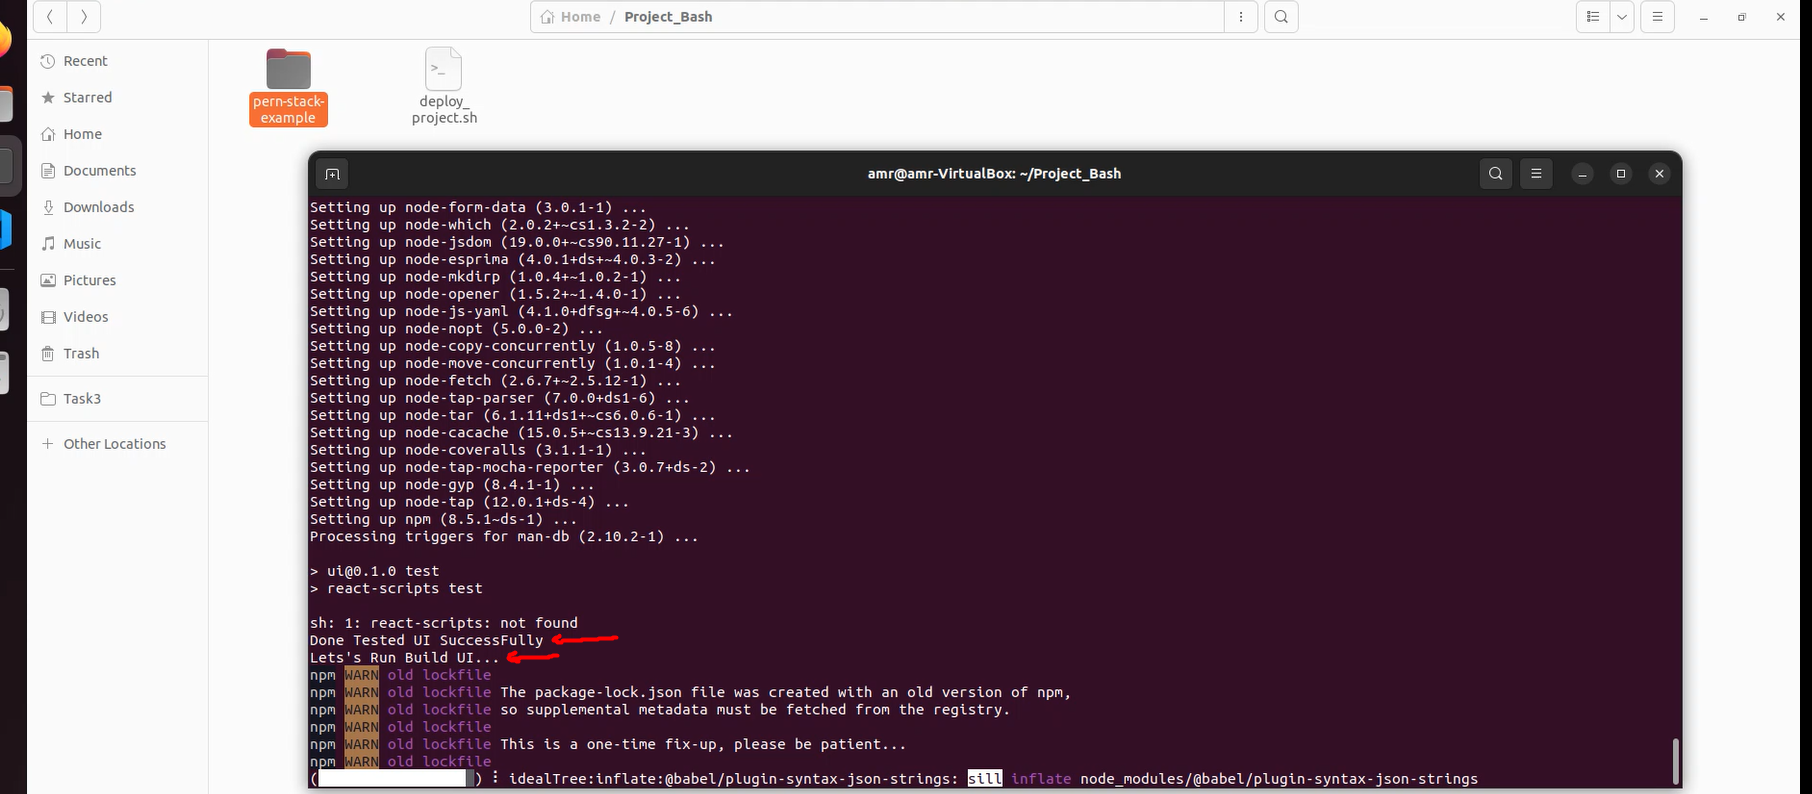 Home / Project_Bash
Recent
Starred
Home
Documents
Downloads
Music
Pictures
Videos
Trash
Task3
Other Locations
pern-stack-
example
deploy_
project.sh
amr@amr-VirtualBox: ~/Project_Bash
Setting up node-form-data (3.0.1-1) ...
Setting up node-which (2.0.2+~cs1.3.2-2) ...
Setting up node-jsdom (19.0.0+~cs90.11.27-1) ...
Setting up node-esprima (4.0.1+ds+~4.0.3-2) ...
Setting up node-mkdirp (1.0.4+~1.0.2-1) ...
Setting up node-opener (1.5.2+~1.4.0-1) ...
Setting up node-js-yaml (4.1.0+dfsg+~4.0.5-6) ...
Setting up node-nopt (5.0.0-2) ...
Setting up node-copy-concurrently (1.0.5-8) ...
Setting up node-move-concurrently (1.0.1-4) ...
Setting up node-fetch (2.6.7+~2.5.12-1) ...
Setting up node-tap-parser (7.0.0+ds1-6) ...
Setting up node-tar (6.1.11+ds1+~cs6.0.6-1) ...
Setting up node-cacache (15.0.5+~cs13.9.21-3) ...
Setting up node-coveralls (3.1.1-1) ...
Setting up node-tap-mocha-reporter (3.0.7+ds-2) ...
Setting up node-gyp (8.4.1-1) ...
Setting up node-tap (12.0.1+ds-4) ...
Setting up npm (8.5.1~ds-1) ...
Processing triggers for man-db (2.10.2-1) ...
> ui@0.1.0 test
> react-scripts test
sh: 1: react-scripts: not found
Done Tested UI SuccessFully
Lets's Run Build UI...
npm WARN old lockfile
npm WARN old lockfile The package-lock.json file was created with an old version of npm,
npm WARN old lockfile so supplemental metadata must be fetched from the registry.
npm WARN old lockfile
npm WARN old lockfile This is a one-time fix-up, please be patient...
npm WARN old lockfile
( ) ⠸ idealTree:inflate:@babel/plugin-syntax-json-strings: sill inflate node_modules/@babel/plugin-syntax-json-strings